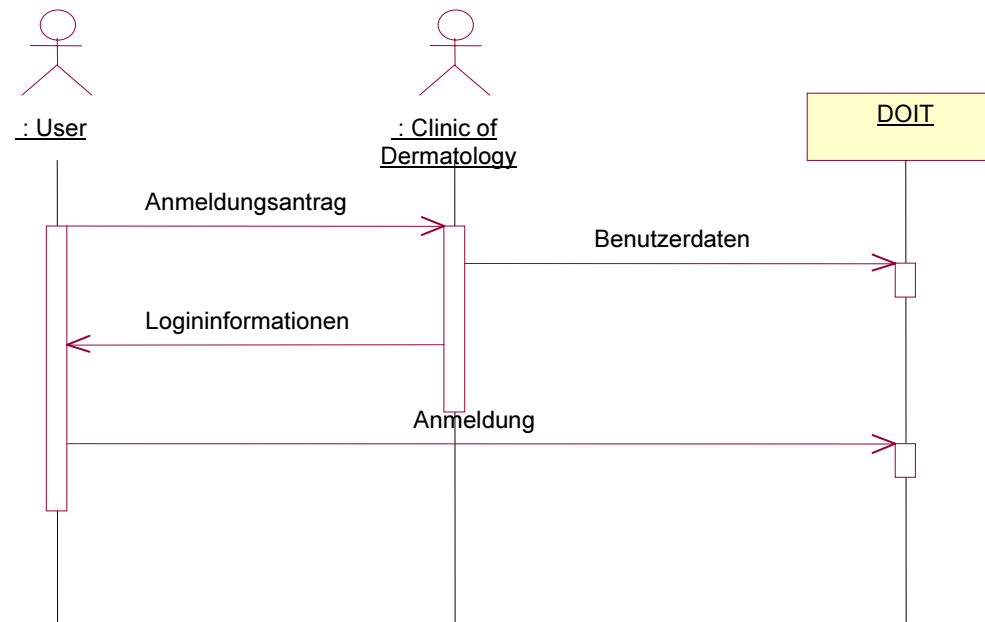 : User
: Clinic of
Dermatology
DOIT
Anmeldungsantrag
Benutzerdaten
Logininformationen
Anmeldung